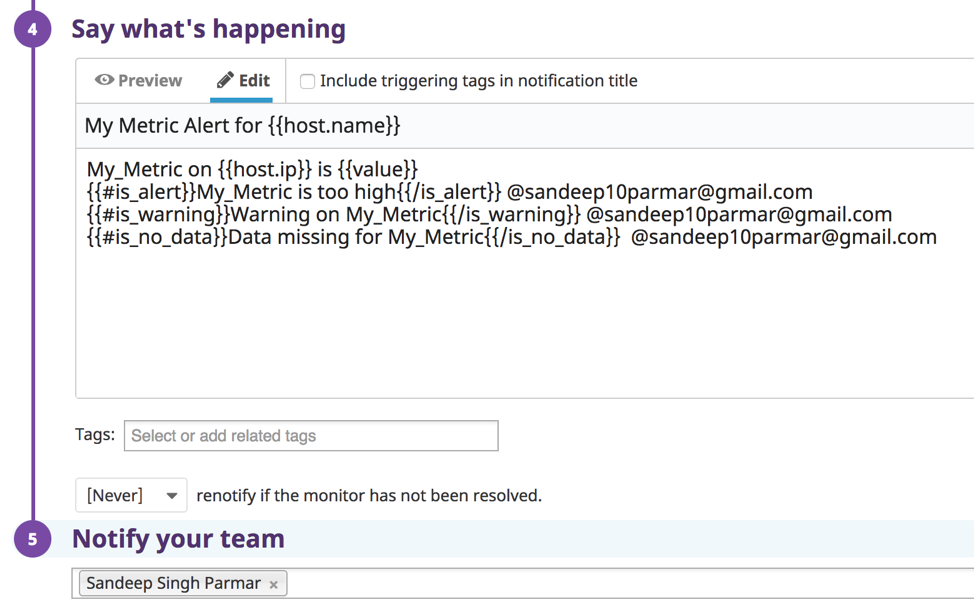 4 Say what's happening
Preview Edit Include triggering tags in notification title
My Metric Alert for {{host.name}}
My_Metric on {{host.ip}} is {{value}}
{{#is_alert}}My_Metric is too high{{/is_alert}} @sandeep10parmar@gmail.com
{{#is_warning}}Warning on My_Metric{{/is_warning}} @sandeep10parmar@gmail.com
{{#is_no_data}}Data missing for My_Metric{{/is_no_data}}  @sandeep10parmar@gmail.com
Tags: Select or add related tags
[Never] renotify if the monitor has not been resolved.
5 Notify your team
Sandeep Singh Parmar ×